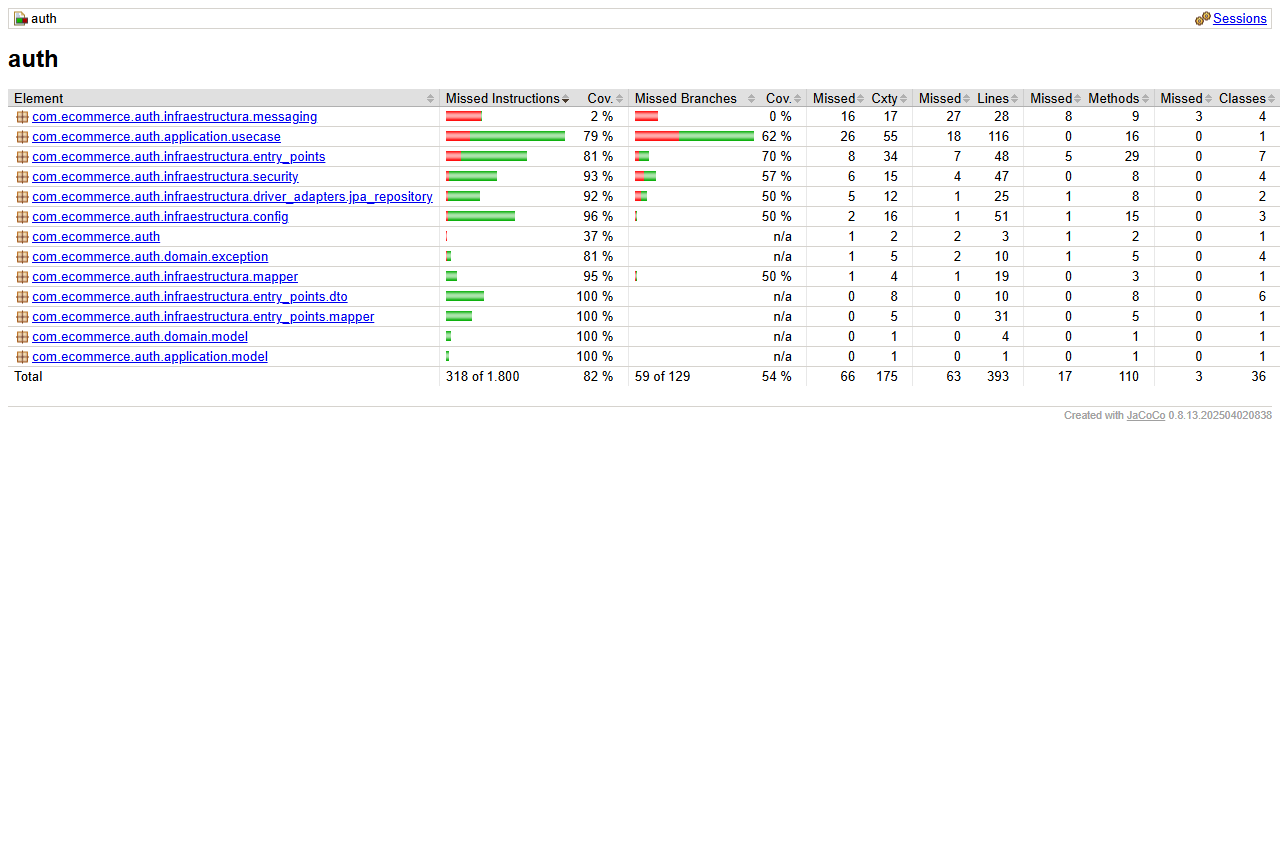 auth Sessions
auth
Element Missed Instructions Cov. Missed Branches Cov. Missed Cxty Missed Lines Missed Methods Missed Classes
com.ecommerce.auth.infraestructura.messaging 2 % 0 % 16 17 27 28 8 9 3 4
com.ecommerce.auth.application.usecase 79 % 62 % 26 55 18 116 0 16 0 1
com.ecommerce.auth.infraestructura.entry_points 81 % 70 % 8 34 7 48 5 29 0 7
com.ecommerce.auth.infraestructura.security 93 % 57 % 6 15 4 47 0 8 0 4
com.ecommerce.auth.infraestructura.driver_adapters.jpa_repository 92 % 50 % 5 12 1 25 1 8 0 2
com.ecommerce.auth.infraestructura.config 96 % 50 % 2 16 1 51 1 15 0 3
com.ecommerce.auth 37 % n/a 1 2 2 3 1 2 0 1
com.ecommerce.auth.domain.exception 81 % n/a 1 5 2 10 1 5 0 4
com.ecommerce.auth.infraestructura.mapper 95 % 50 % 1 4 1 19 0 3 0 1
com.ecommerce.auth.infraestructura.entry_points.dto 100 % n/a 0 8 0 10 0 8 0 6
com.ecommerce.auth.infraestructura.entry_points.mapper 100 % n/a 0 5 0 31 0 5 0 1
com.ecommerce.auth.domain.model 100 % n/a 0 1 0 4 0 1 0 1
com.ecommerce.auth.application.model 100 % n/a 0 1 0 1 0 1 0 1
Total 318 of 1.800 82 % 59 of 129 54 % 66 175 63 393 17 110 3 36
Created with JaCoCo 0.8.13.202504020838